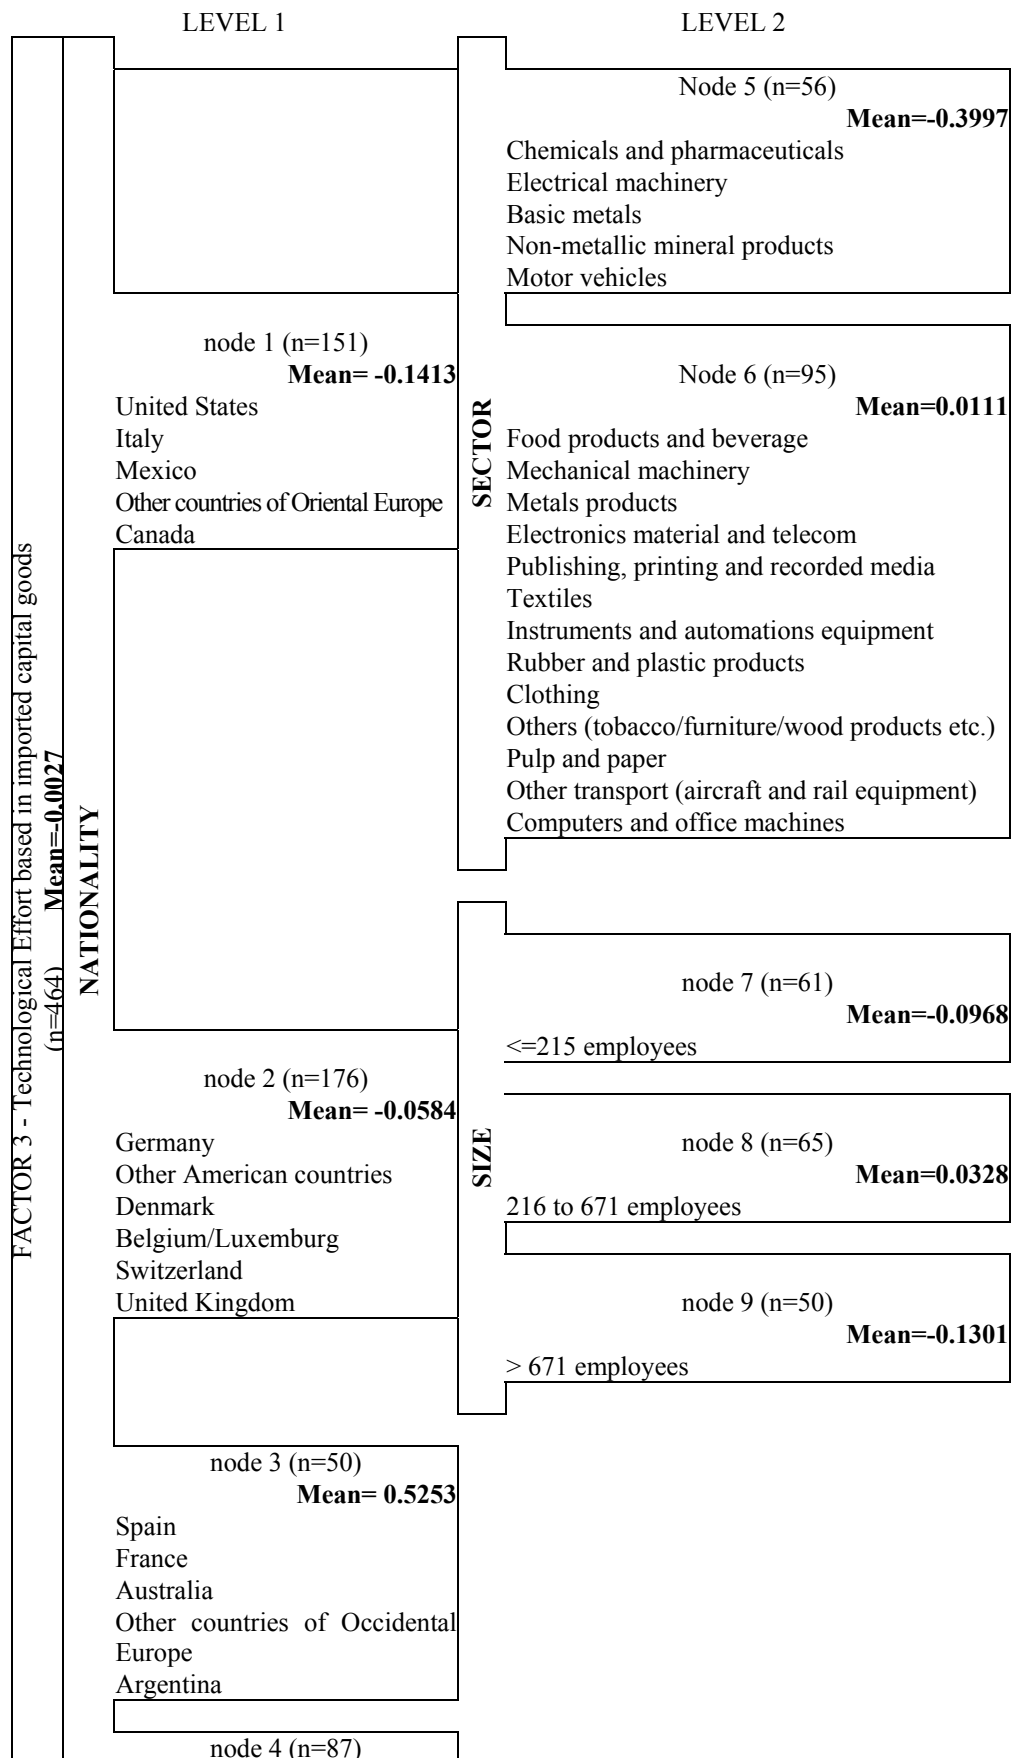 LEVEL 1
LEVEL 2
FACTOR 3 - Technological Effort based in imported capital goods
(n=464) Mean=-0.0027
NATIONALITY
node 1 (n=151)
Mean= -0.1413
United States
Italy
Mexico
Other countries of Oriental Europe
Canada
SECTOR
Node 5 (n=56)
Mean=-0.3997
Chemicals and pharmaceuticals
Electrical machinery
Basic metals
Non-metallic mineral products
Motor vehicles
Node 6 (n=95)
Mean=0.0111
Food products and beverage
Mechanical machinery
Metals products
Electronics material and telecom
Publishing, printing and recorded media
Textiles
Instruments and automations equipment
Rubber and plastic products
Clothing
Others (tobacco/furniture/wood products etc.)
Pulp and paper
Other transport (aircraft and rail equipment)
Computers and office machines
node 2 (n=176)
Mean= -0.0584
Germany
Other American countries
Denmark
Belgium/Luxemburg
Switzerland
United Kingdom
SIZE
node 7 (n=61)
Mean=-0.0968
<=215 employees
node 8 (n=65)
Mean=0.0328
216 to 671 employees
node 9 (n=50)
Mean=-0.1301
> 671 employees
node 3 (n=50)
Mean= 0.5253
Spain
France
Australia
Other countries of Occidental
Europe
Argentina
node 4 (n=87)